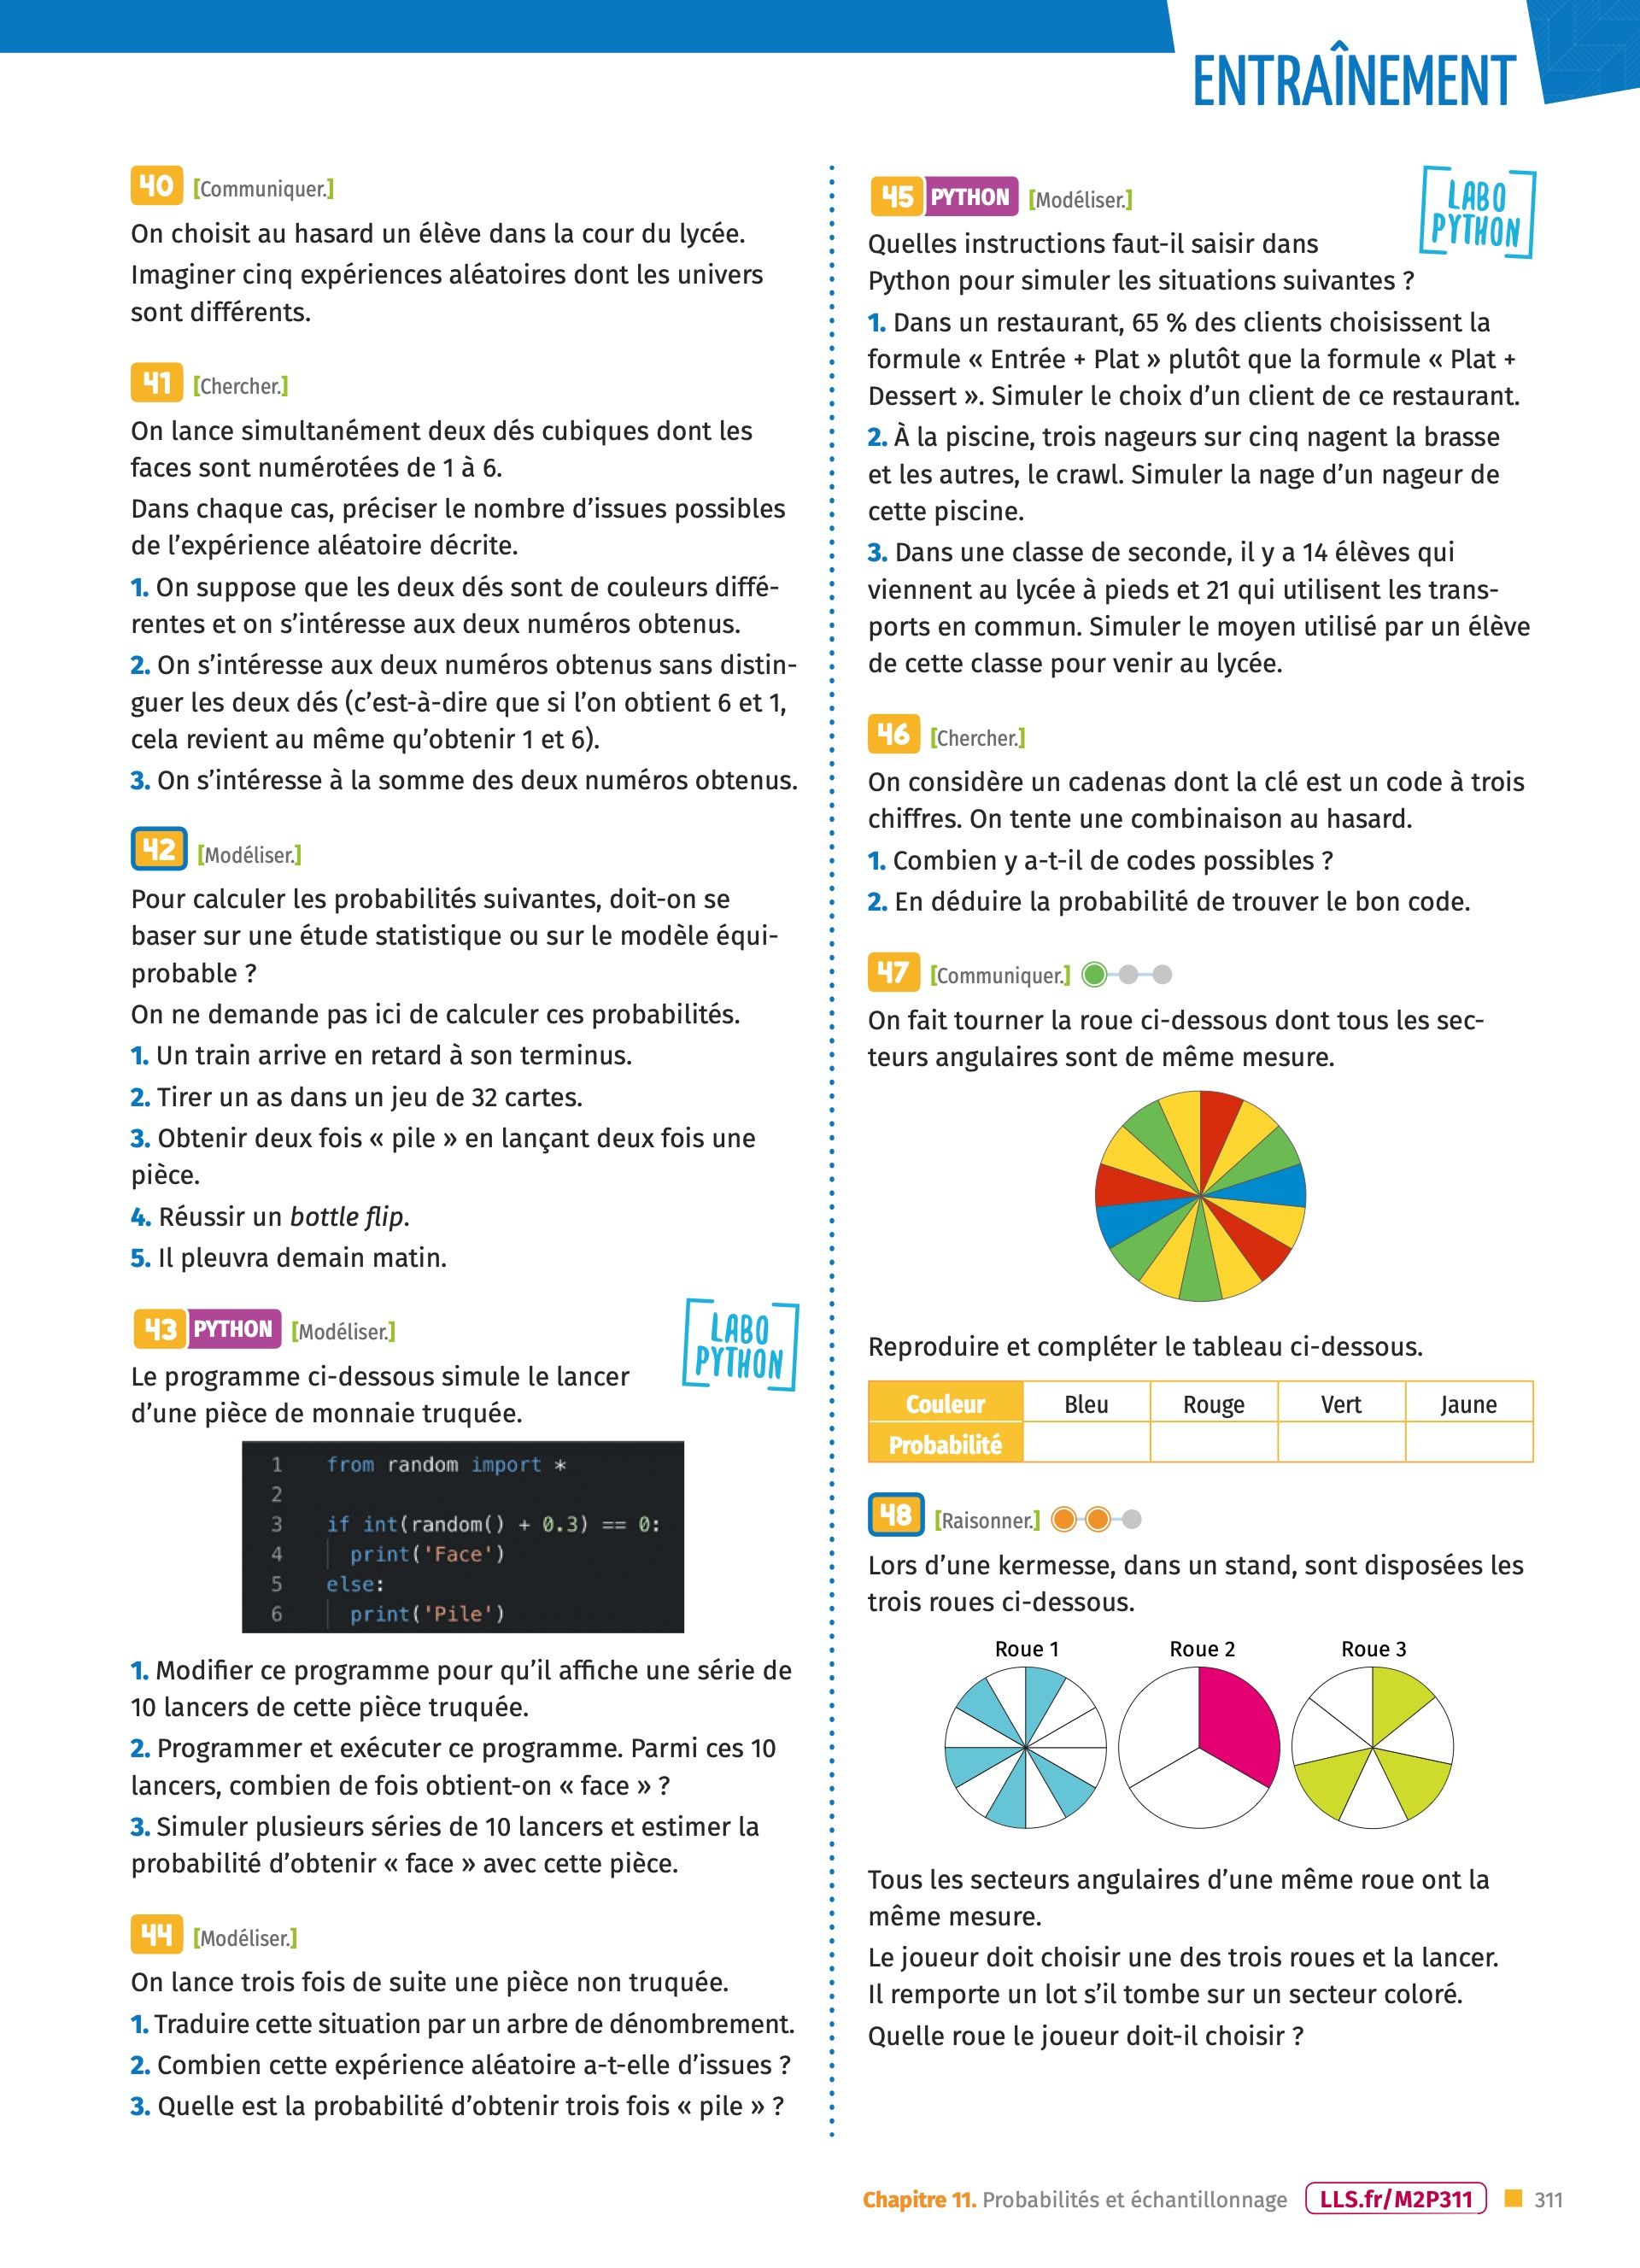 ENTRAÎNEMENT
40 [Communiquer.]
On choisit au hasard un élève dans la cour du lycée.
Imaginer cinq expériences aléatoires dont les univers
sont différents.
41 [Chercher.]
On lance simultanément deux dés cubiques dont les
faces sont numérotées de 1 à 6.
Dans chaque cas, préciser le nombre d’issues possibles
de l’expérience aléatoire décrite.
1. On suppose que les deux dés sont de couleurs diffé-
rentes et on s’intéresse aux deux numéros obtenus.
2. On s’intéresse aux deux numéros obtenus sans distin-
guer les deux dés (c’est-à-dire que si l’on obtient 6 et 1,
cela revient au même qu’obtenir 1 et 6).
3. On s’intéresse à la somme des deux numéros obtenus.
42 [Modéliser.]
Pour calculer les probabilités suivantes, doit-on se
baser sur une étude statistique ou sur le modèle équi-
probable ?
On ne demande pas ici de calculer ces probabilités.
1. Un train arrive en retard à son terminus.
2. Tirer un as dans un jeu de 32 cartes.
3. Obtenir deux fois « pile » en lançant deux fois une
pièce.
4. Réussir un bottle flip.
5. Il pleuvra demain matin.
43 PYTHON [Modéliser.]
LABO
PYTHON
Le programme ci-dessous simule le lancer
d’une pièce de monnaie truquée.
1 from random import *
2
3 if int(random() + 0.3) == 0:
4 print('Face')
5 else:
6 print('Pile')
1. Modifier ce programme pour qu’il affiche une série de
10 lancers de cette pièce truquée.
2. Programmer et exécuter ce programme. Parmi ces 10
lancers, combien de fois obtient-on « face » ?
3. Simuler plusieurs séries de 10 lancers et estimer la
probabilité d’obtenir « face » avec cette pièce.
44 [Modéliser.]
On lance trois fois de suite une pièce non truquée.
1. Traduire cette situation par un arbre de dénombrement.
2. Combien cette expérience aléatoire a-t-elle d’issues ?
3. Quelle est la probabilité d’obtenir trois fois « pile » ?
45 PYTHON [Modéliser.]
LABO
PYTHON
Quelles instructions faut-il saisir dans
Python pour simuler les situations suivantes ?
1. Dans un restaurant, 65 % des clients choisissent la
formule « Entrée + Plat » plutôt que la formule « Plat +
Dessert ». Simuler le choix d’un client de ce restaurant.
2. À la piscine, trois nageurs sur cinq nagent la brasse
et les autres, le crawl. Simuler la nage d’un nageur de
cette piscine.
3. Dans une classe de seconde, il y a 14 élèves qui
viennent au lycée à pieds et 21 qui utilisent les trans-
ports en commun. Simuler le moyen utilisé par un élève
de cette classe pour venir au lycée.
46 [Chercher.]
On considère un cadenas dont la clé est un code à trois
chiffres. On tente une combinaison au hasard.
1. Combien y a-t-il de codes possibles ?
2. En déduire la probabilité de trouver le bon code.
47 [Communiquer.]
On fait tourner la roue ci-dessous dont tous les sec-
teurs angulaires sont de même mesure.
Reproduire et compléter le tableau ci-dessous.
Couleur Bleu Rouge Vert Jaune
Probabilité
48 [Raisonner.]
Lors d’une kermesse, dans un stand, sont disposées les
trois roues ci-dessous.
Roue 1 Roue 2 Roue 3
Tous les secteurs angulaires d’une même roue ont la
même mesure.
Le joueur doit choisir une des trois roues et la lancer.
Il remporte un lot s’il tombe sur un secteur coloré.
Quelle roue le joueur doit-il choisir ?
Chapitre 11. Probabilités et échantillonnage LLS.fr/M2P311 311